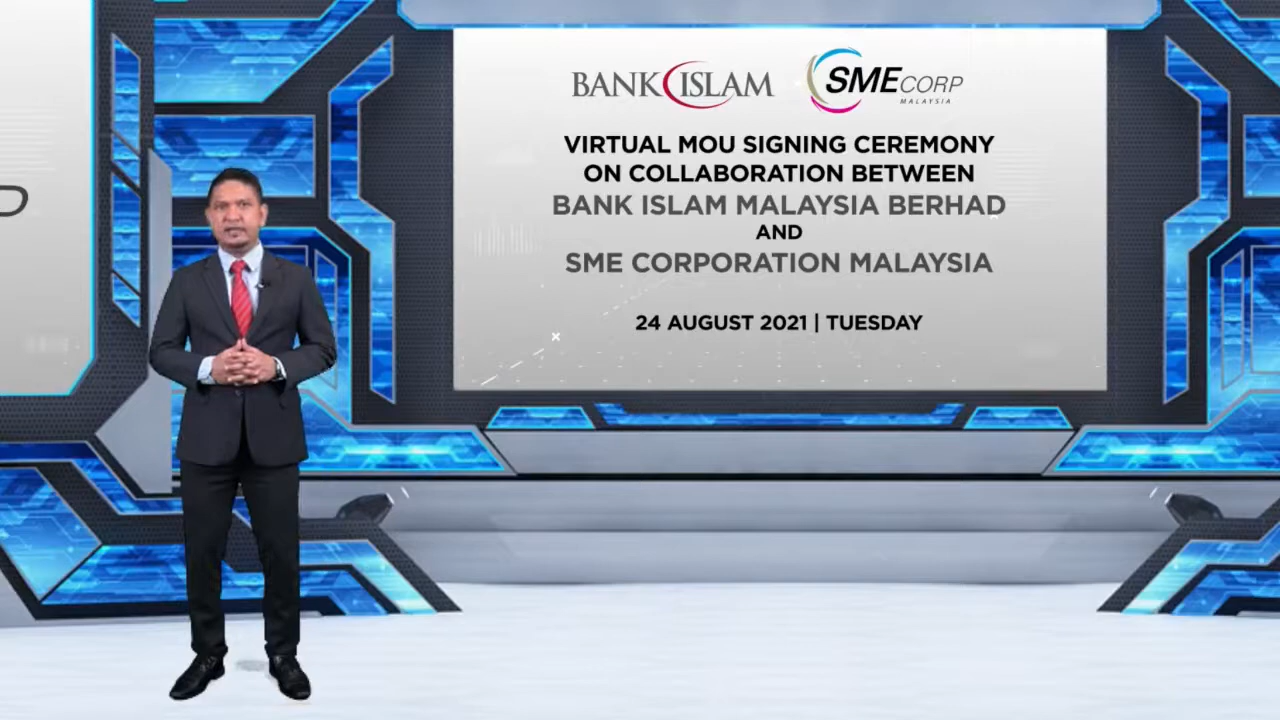 D
BANK ISLAM
SME CORP
MALAYSIA
VIRTUAL MOU SIGNING CEREMONY
ON COLLABORATION BETWEEN
BANK ISLAM MALAYSIA BERHAD
AND
SME CORPORATION MALAYSIA
24 AUGUST 2021 | TUESDAY